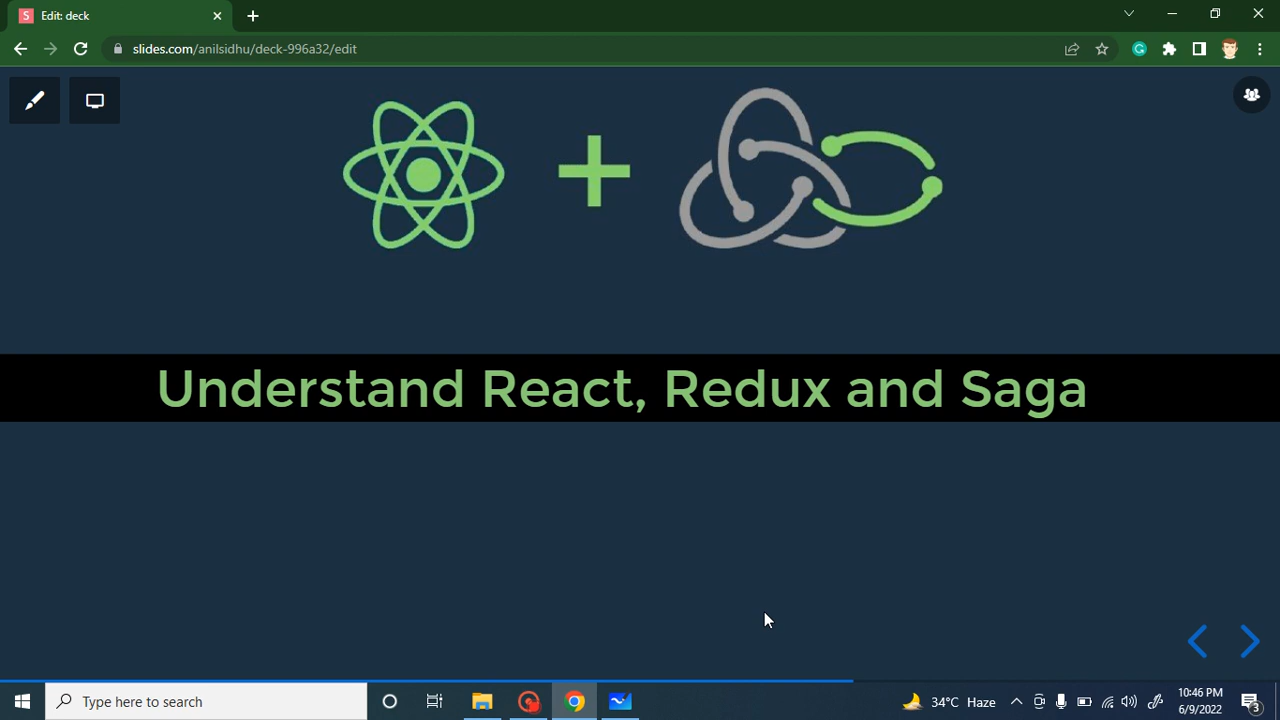 S
Edit: deck
slides.com/anilsidhu/deck-996a32/edit
Understand React, Redux and Saga
Type here to search
34°C Haze
10:46 PM
6/9/2022
3